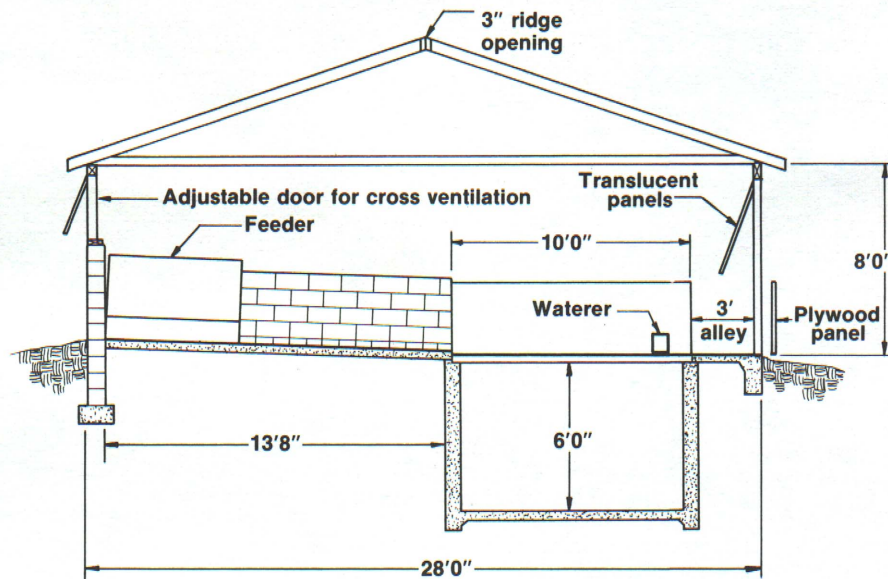 3" ridge
opening
Adjustable door for cross ventilation
Feeder
Translucent
panels
10'0"
8'0"
Waterer
3'
alley
Plywood
panel
13'8"
6'0"
28'0"